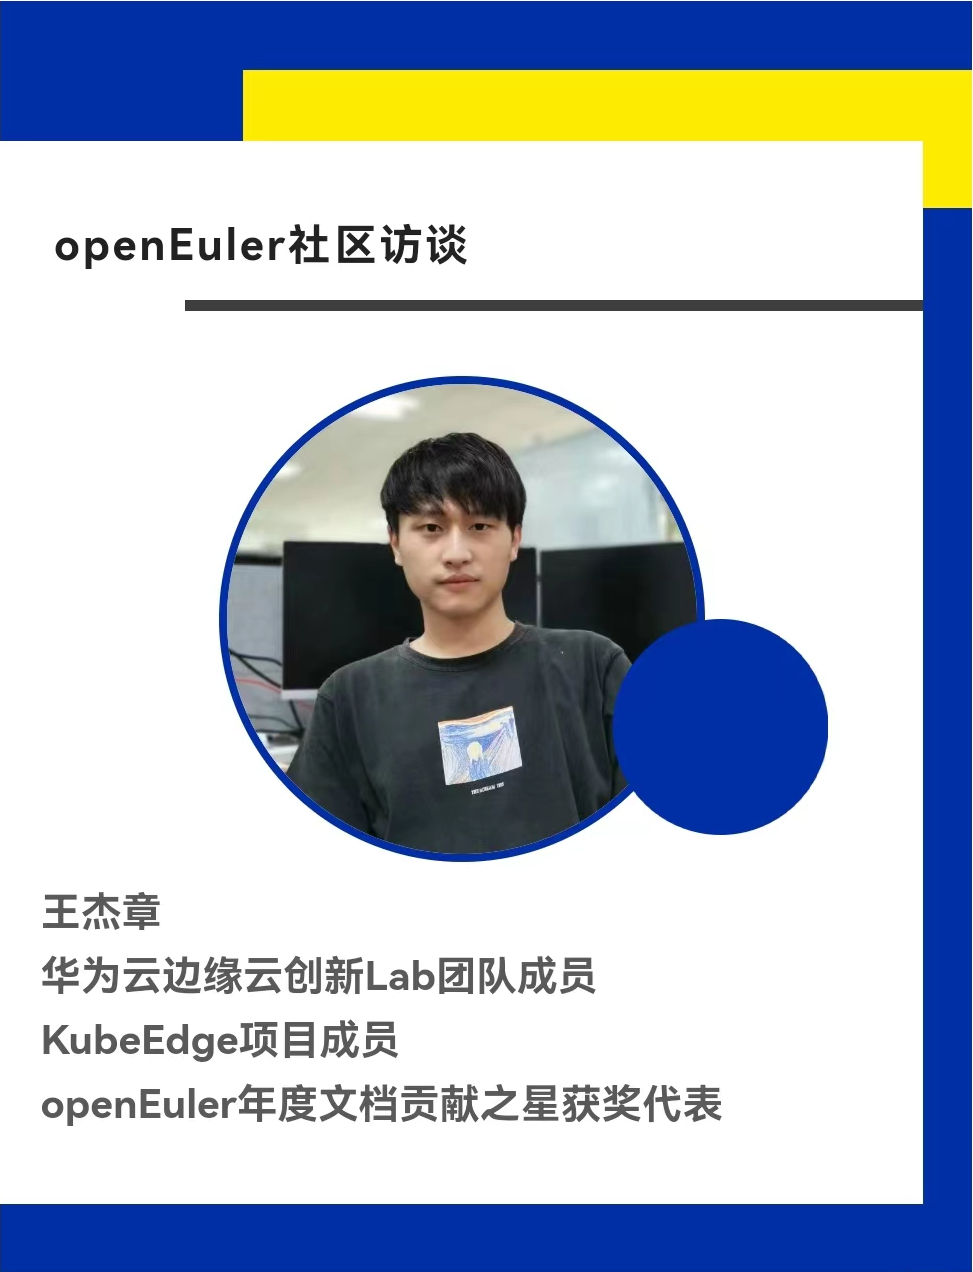 openEuler社区访谈
王杰章
华为云边缘云创新Lab团队成员
KubeEdge项目成员
openEuler年度文档贡献之星获奖代表